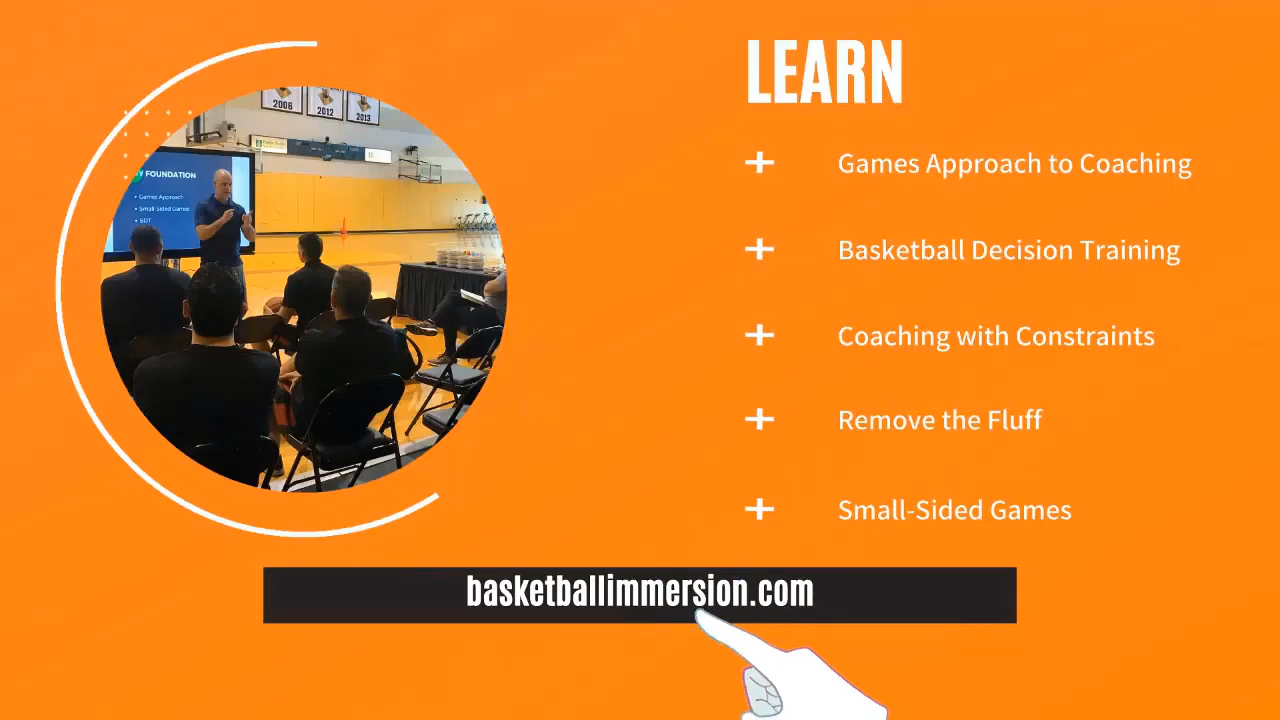 LEARN
Games Approach to Coaching
Basketball Decision Training
Coaching with Constraints
Remove the Fluff
Small-Sided Games
2006
2012
2013
FOUNDATION
• Games Approach
• Small-Sided Games
• BDT
basketballimmersion.com